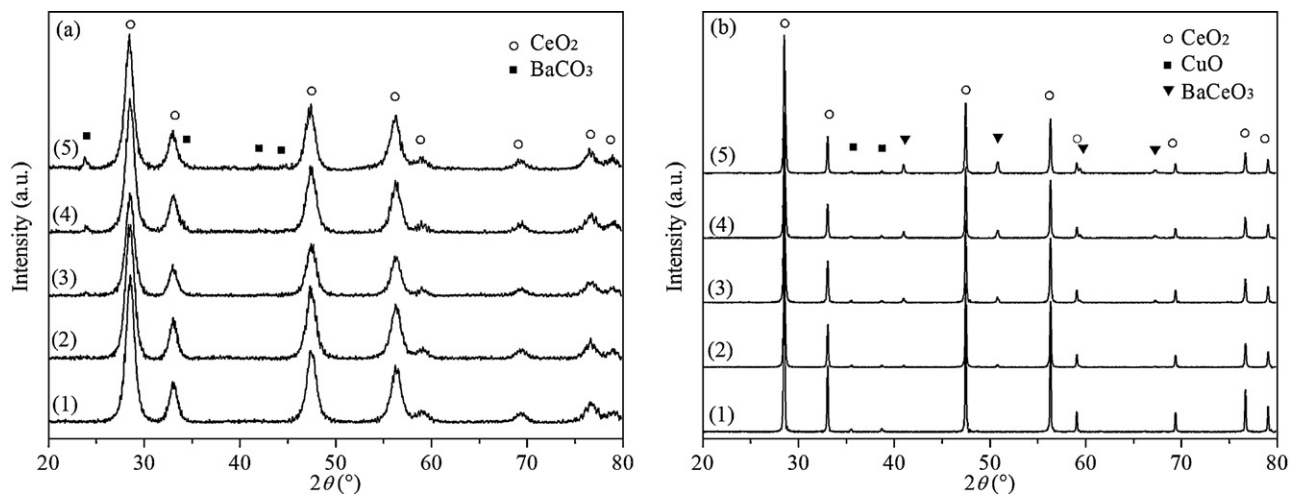 (a)
CeO₂
BaCO₃
(5)
(4)
(3)
(2)
(1)
Intensity (a.u.)
20 30 40 50 60 70 80
2θ (°)
(b)
CeO₂
CuO
BaCeO₃
(5)
(4)
(3)
(2)
(1)
Intensity (a.u.)
20 30 40 50 60 70 80
2θ (°)